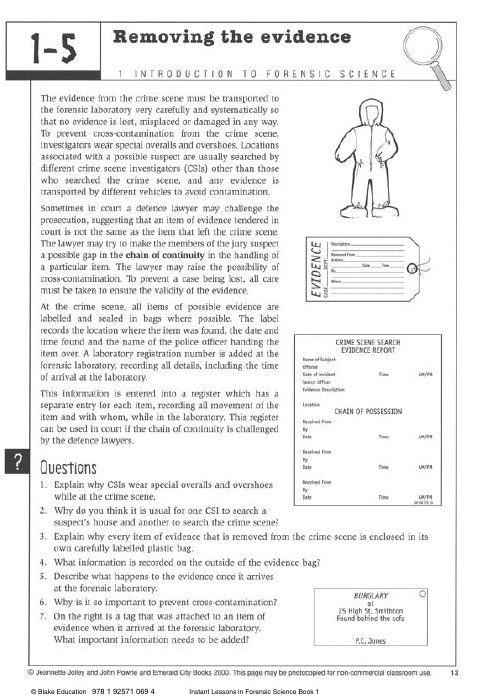 1-5
Removing the evidence
1 INTRODUCTION TO FORENSIC SCIENCE
The evidence from the crime scene must be transported to
the forensic laboratory very carefully and systematically so
that no evidence is lost, misplaced or damaged in any way.
To prevent cross-contamination from the crime scene,
investigators wear special overalls and overshoes. Locations
associated with a possible suspect are usually searched by
different crime scene investigators (CSIs) other than those
who searched the crime scene, and any evidence is
transported by different vehicles to avoid contamination.
Sometimes in court a defence lawyer may challenge the
prosecution, suggesting that an item of evidence tendered in
court is not the same as the item that left the crime scene.
The lawyer may try to make the members of the jury suspect
a possible gap in the chain of continuity in the handling of
a particular item. The lawyer may raise the possibility of
cross-contamination. To prevent a case being lost, all care
must be taken to ensure the validity of the evidence.
At the crime scene, all items of possible evidence are
labelled and sealed in bags where possible. The label
records the location where the item was found, the date and
time found and the name of the police officer handing the
item over. A laboratory registration number is added at the
forensic laboratory, recording all details, including the time
of arrival at the laboratory.
This information is entered into a register which has a
separate entry for each item, recording all movement of the
item and with whom, while in the laboratory. This register
can be used in court if the chain of continuity is challenged
by the defence lawyers.
EVIDENCE
CASE DEPT.
Description
Removed From
Address
Date Time
By
CRIME SCENE SEARCH
EVIDENCE REPORT
Name of Subject
Offense
Date of Incident Time AM/PM
Search Officer
Evidence Description
Location
CHAIN OF POSSESSION
Received From
By
Date Time AM/PM
Received From
By
Date Time AM/PM
Received From
By
Date Time AM/PM
?
Questions
1. Explain why CSIs wear special overalls and overshoes
while at the crime scene.
2. Why do you think it is usual for one CSI to search a
suspect's house and another to search the crime scene?
3. Explain why every item of evidence that is removed from the crime scene is enclosed in its
own carefully labelled plastic bag.
4. What information is recorded on the outside of the evidence bag?
5. Describe what happens to the evidence once it arrives
at the forensic laboratory.
6. Why is it so important to prevent cross-contamination?
7. On the right is a tag that was attached to an item of
evidence when it arrived at the forensic laboratory.
What important information needs to be added?
BURGLARY
at
25 High St, Smithton
Found behind the sofa
P.C. Jones
© Jeannette Jolley and John Powrie and Emerald City Books 2000. This page may be photocopied for non-commercial classroom use. 13
© Blake Education 978 1 92571 069 4 Instant Lessons in Forensic Science Book 1